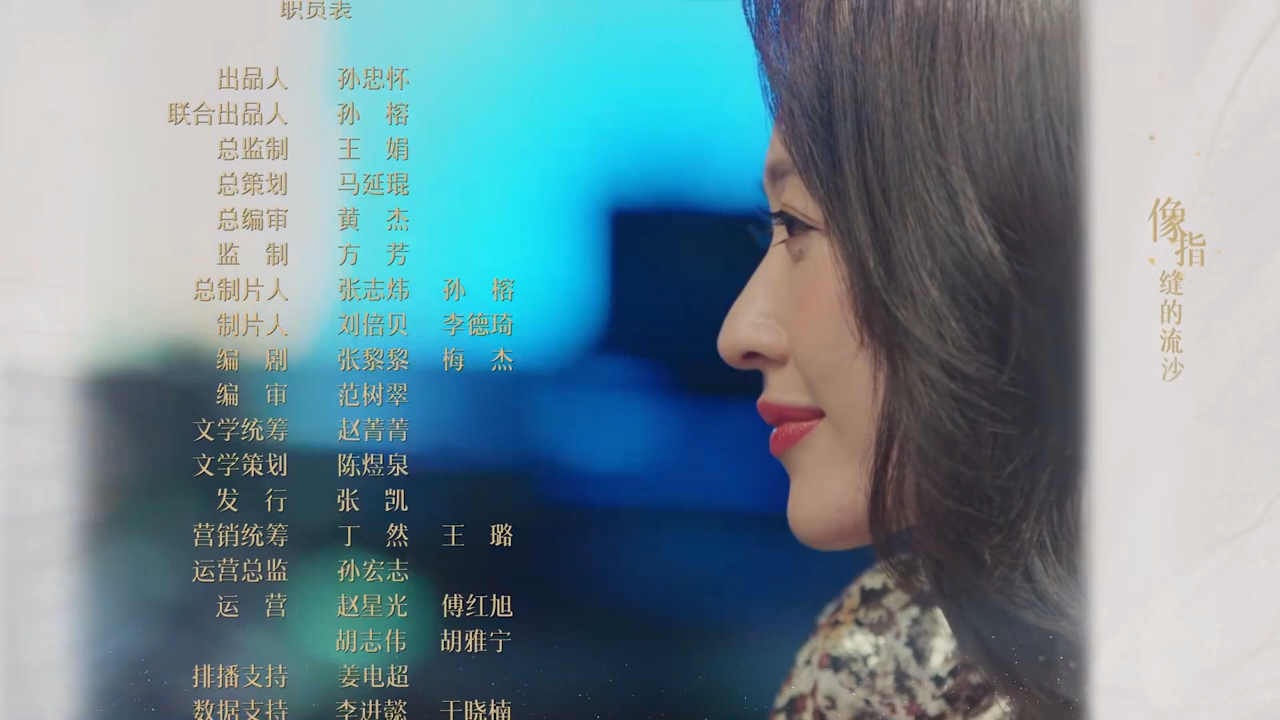 职员表
出品人 孙忠怀
联合出品人 孙 榕
总监制 王 娟
总策划 马延琨
总编审 黄 杰
监 制 方 芳
总制片人 张志炜 孙 榕
制片人 刘倍贝 李德琦
编 剧 张黎黎 梅 杰
编 审 范树翠
文学统筹 赵菁菁
文学策划 陈煜泉
发 行 张 凯
营销统筹 丁 然 王 璐
运营总监 孙宏志
运 营 赵星光 傅红旭
胡志伟 胡雅宁
排播支持 姜电超
数据支持 李进懿 王晓楠
像指缝的流沙